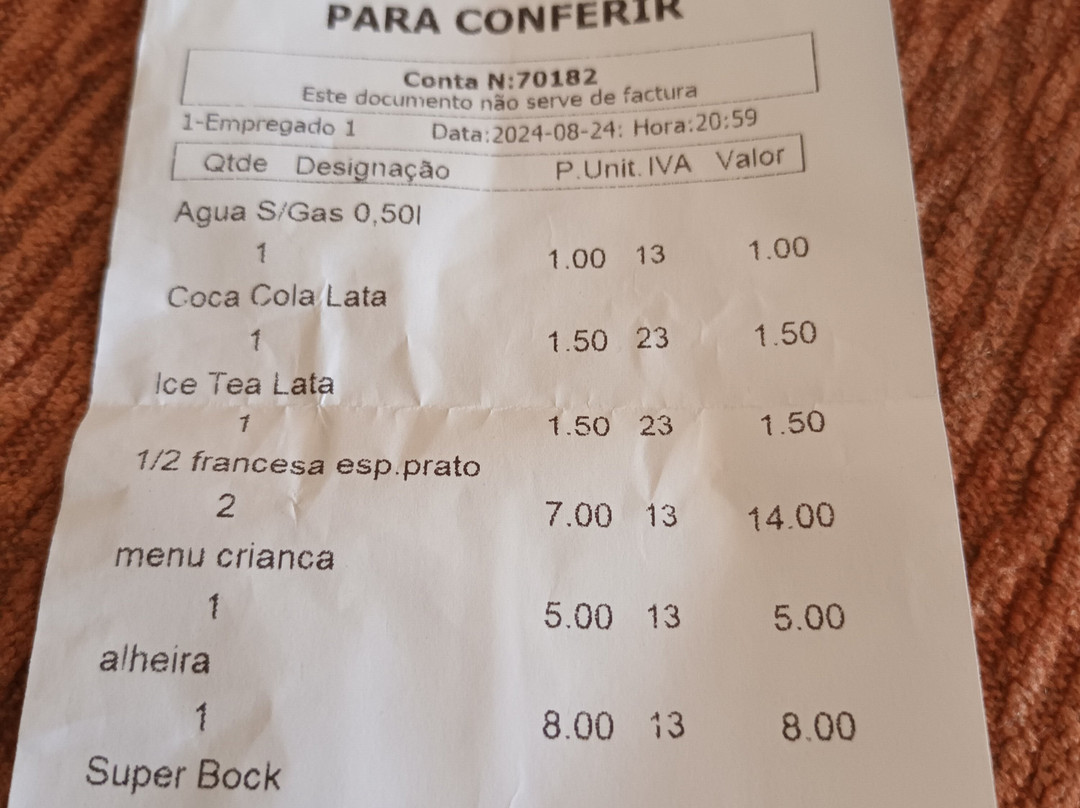 PARA CONFERIR
Conta N:70182
Este documento não serve de factura
1-Empregado 1 Data:2024-08-24: Hora:20:59
Qtde Designação P.Unit. IVA Valor
Agua S/Gas 0,50l
1 1.00 13 1.00
Coca Cola Lata
1 1.50 23 1.50
Ice Tea Lata
1 1.50 23 1.50
1/2 francesa esp.prato
2 7.00 13 14.00
menu crianca
1 5.00 13 5.00
alheira
1 8.00 13 8.00
Super Bock